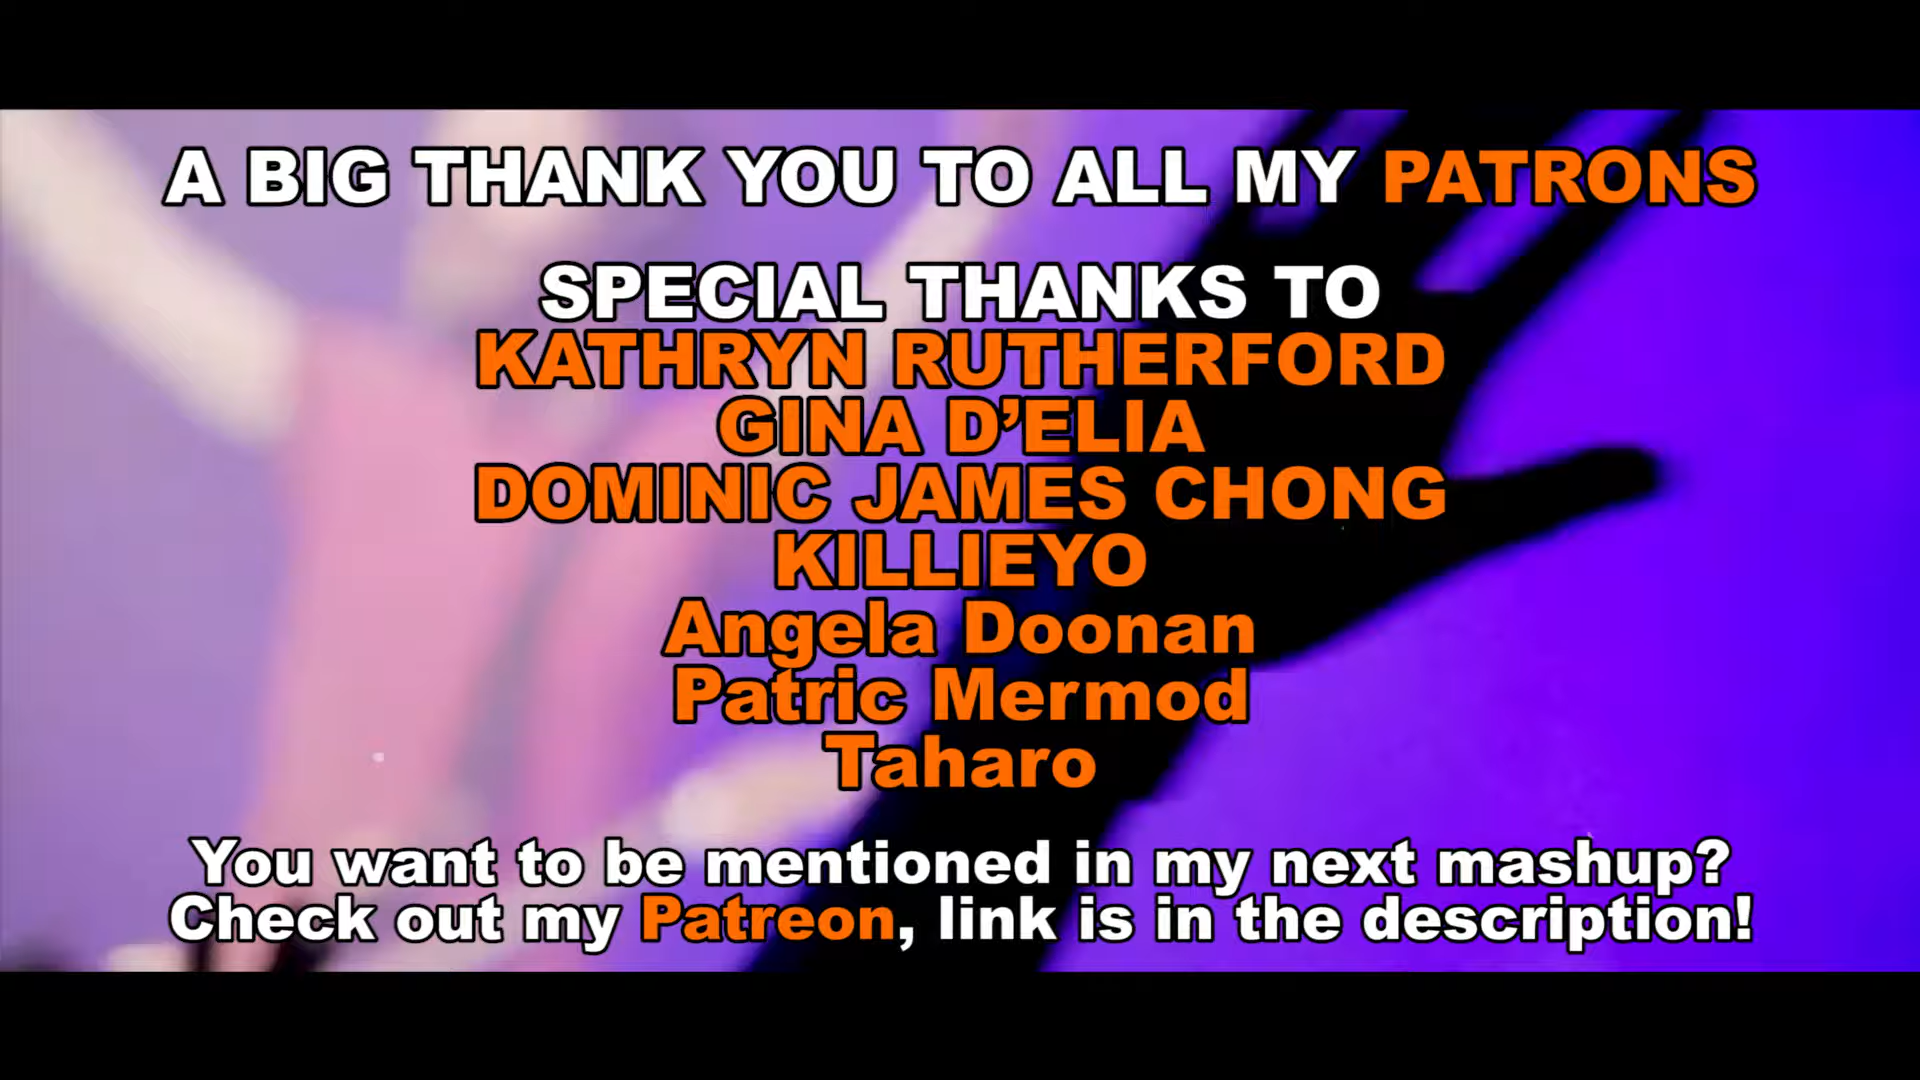 A BIG THANK YOU TO ALL MY PATRONS
SPECIAL THANKS TO
KATHRYN RUTHERFORD
GINA D’ELIA
DOMINIC JAMES CHONG
KILLIEYO
Angela Doonan
Patric Mermod
Taharo
You want to be mentioned in my next mashup?
Check out my Patreon, link is in the description!